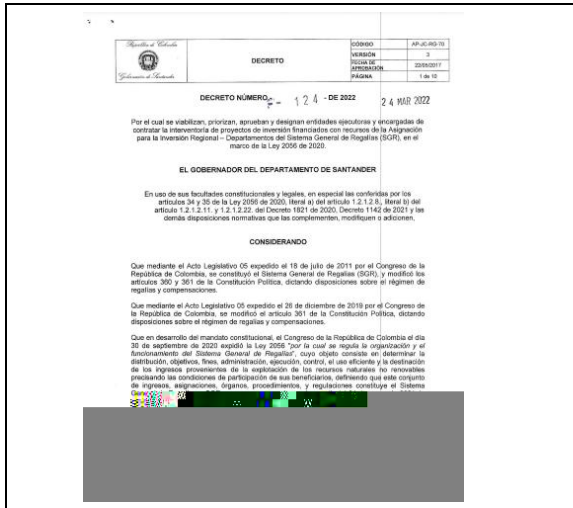 República de Colombia
Gobernación de Santander
DECRETO
CÓDIGO AP-JC-RG-70
VERSIÓN 3
FECHA DE APROBACIÓN 22/05/2017
PÁGINA 1 de 12
DECRETO NÚMERO - 124 - DE 2022 24 MAR 2022
Por el cual se viabilizan, priorizan, aprueban y designan entidades ejecutoras y encargadas de
contratar la interventoría de proyectos de inversión financiados con recursos de la Asignación
para la Inversión Regional – Departamentos del Sistema General de Regalías (SGR), en el
marco de la Ley 2056 de 2020.
EL GOBERNADOR DEL DEPARTAMENTO DE SANTANDER
En uso de sus facultades constitucionales y legales, en especial las conferidas por los
artículos 34 y 35 de la Ley 2056 de 2020, literal a) del artículo 1.2.1.2.8., literal b) del
artículo 1.2.1.2.11. y 1.2.1.2.22. del Decreto 1821 de 2020, Decreto 1142 de 2021 y las
demás disposiciones normativas que las complementen, modifiquen o adicionen,
CONSIDERANDO
Que mediante el Acto Legislativo 05 expedido el 18 de julio de 2011 por el Congreso de la
República de Colombia, se constituyó el Sistema General de Regalías (SGR), y modificó los
artículos 360 y 361 de la Constitución Política, dictando disposiciones sobre el régimen de
regalías y compensaciones.
Que mediante el Acto Legislativo 05 expedido el 26 de diciembre de 2019 por el Congreso de
la República de Colombia, se modificó el artículo 361 de la Constitución Política, dictando
disposiciones sobre el régimen de regalías y compensaciones.
Que en desarrollo del mandato constitucional, el Congreso de la República de Colombia el día
30 de septiembre de 2020 expidió la Ley 2056 "por la cual se regula la organización y el
funcionamiento del Sistema General de Regalías", cuyo objeto consiste en determinar la
distribución, objetivos, fines, administración, ejecución, control, el uso eficiente y la destinación
de los ingresos provenientes de la explotación de los recursos naturales no renovables
precisando las condiciones de participación de sus beneficiarios, definiendo que este conjunto
de ingresos, asignaciones, órganos, procedimientos, y regulaciones constituye el Sistema